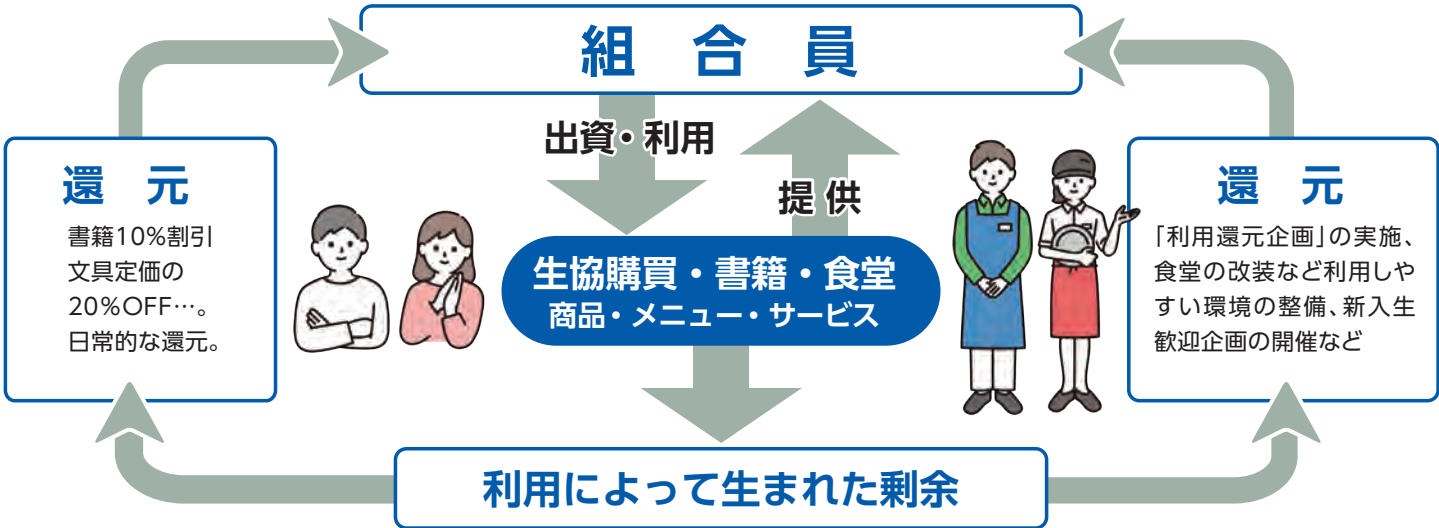 組合員
出資・利用
提供
還元
書籍10%割引
文具定価の
20%OFF…。
日常的な還元。
生協購買・書籍・食堂
商品・メニュー・サービス
還元
「利用還元企画」の実施、
食堂の改装など利用しや
すい環境の整備、新入生
歓迎企画の開催など
利用によって生まれた剰余